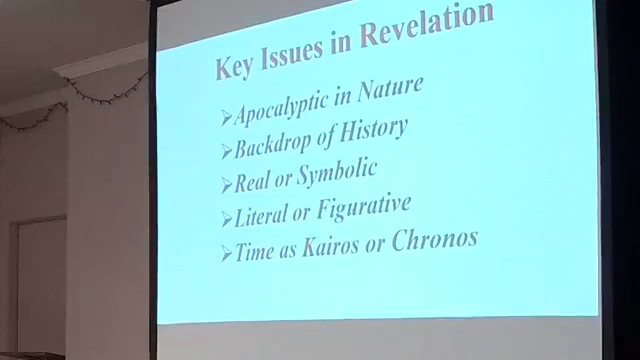 Key Issues in Revelation
➢Apocalyptic in Nature
➢Backdrop of History
➢Real or Symbolic
➢Literal or Figurative
➢Time as Kairos or Chronos